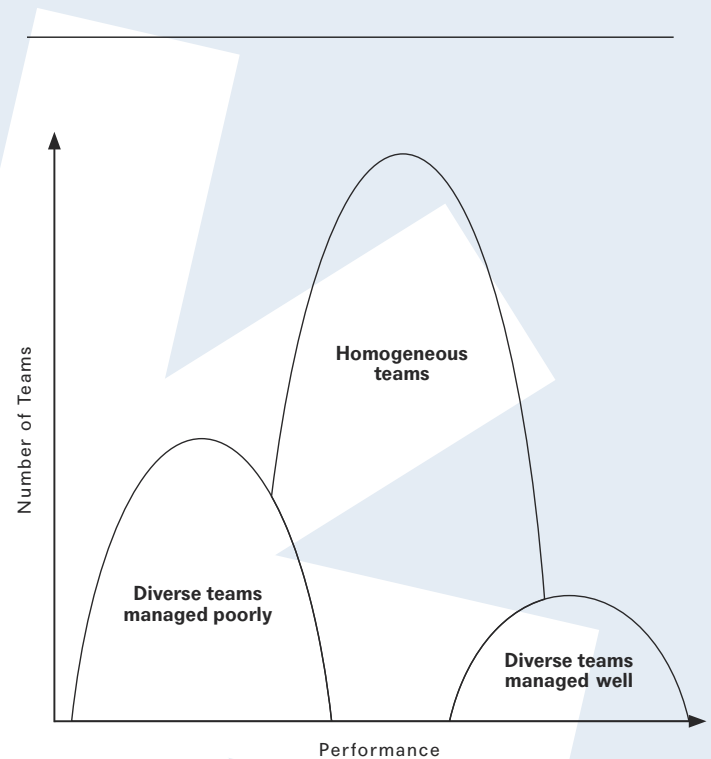 Number of Teams
Homogeneous
teams
Diverse teams
managed poorly
Diverse teams
managed well
Performance